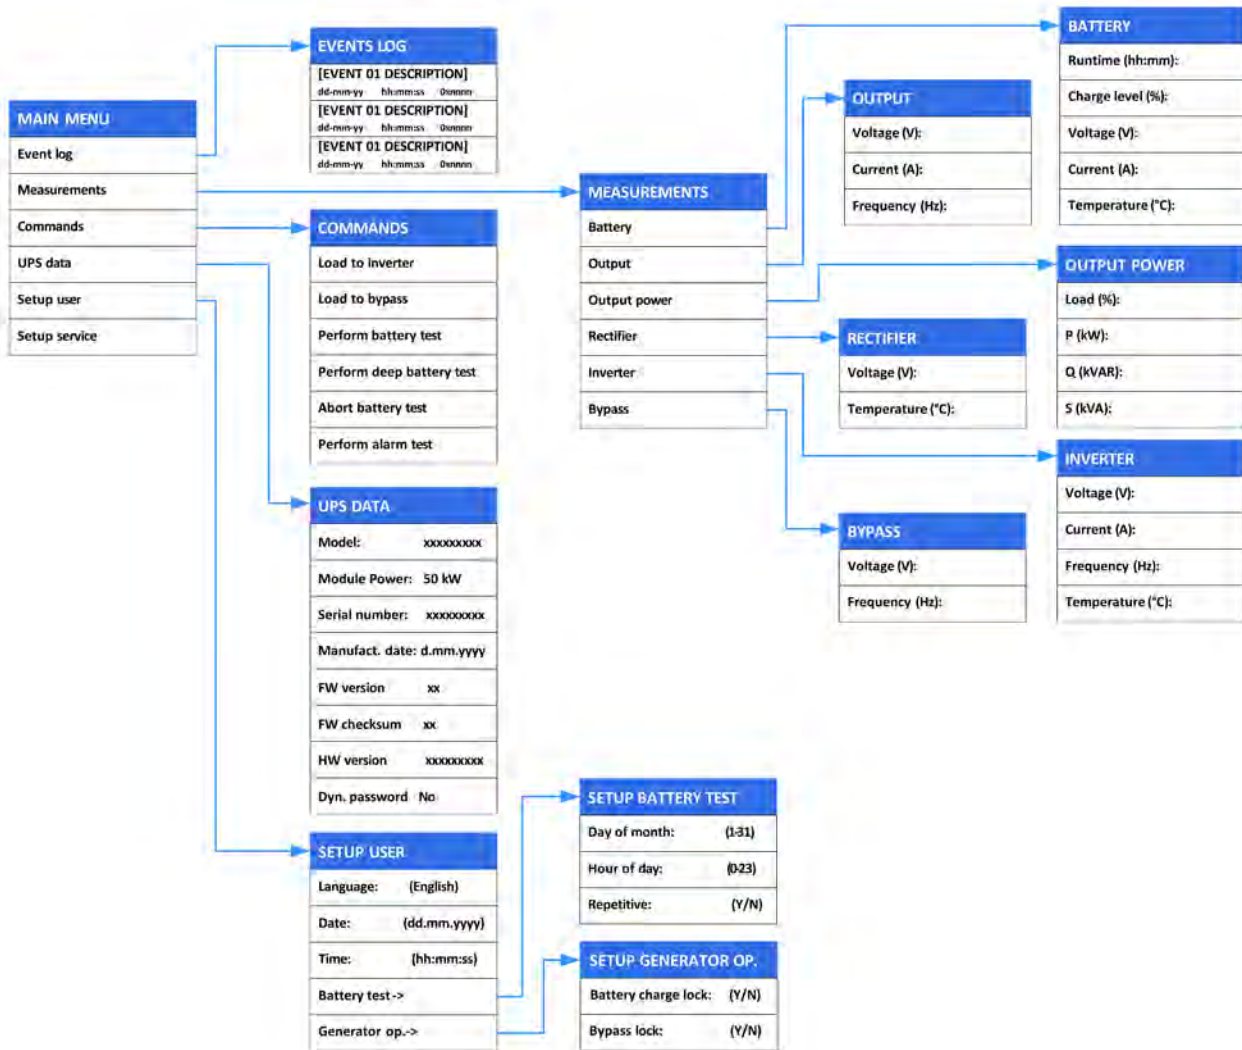 MAIN MENU
Event log
Measurements
Commands
UPS data
Setup user
Setup service
EVENTS LOG
[EVENT 01 DESCRIPTION]
dd-mm-yy hh:mm:ss 0xnnnn
[EVENT 01 DESCRIPTION]
dd-mm-yy hh:mm:ss 0xnnnn
[EVENT 01 DESCRIPTION]
dd-mm-yy hh:mm:ss 0xnnnn
COMMANDS
Load to inverter
Load to bypass
Perform battery test
Perform deep battery test
Abort battery test
Perform alarm test
UPS DATA
Model: xxxxxxxxx
Module Power: 50 kW
Serial number: xxxxxxxxx
Manufact. date: d.mm.yyyy
FW version xx
FW checksum xx
HW version xxxxxxxxx
Dyn. password No
SETUP USER
Language: (English)
Date: (dd.mm.yyyy)
Time: (hh:mm:ss)
Battery test->
Generator op.->
MEASUREMENTS
Battery
Output
Output power
Rectifier
Inverter
Bypass
SETUP BATTERY TEST
Day of month: (1-31)
Hour of day: (0-23)
Repetitive: (Y/N)
SETUP GENERATOR OP.
Battery charge lock: (Y/N)
Bypass lock: (Y/N)
OUTPUT
Voltage (V):
Current (A):
Frequency (Hz):
RECTIFIER
Voltage (V):
Temperature (°C):
BYPASS
Voltage (V):
Frequency (Hz):
BATTERY
Runtime (hh:mm):
Charge level (%):
Voltage (V):
Current (A):
Temperature (°C):
OUTPUT POWER
Load (%):
P (kW):
Q (kVAR):
S (kVA):
INVERTER
Voltage (V):
Current (A):
Frequency (Hz):
Temperature (°C):